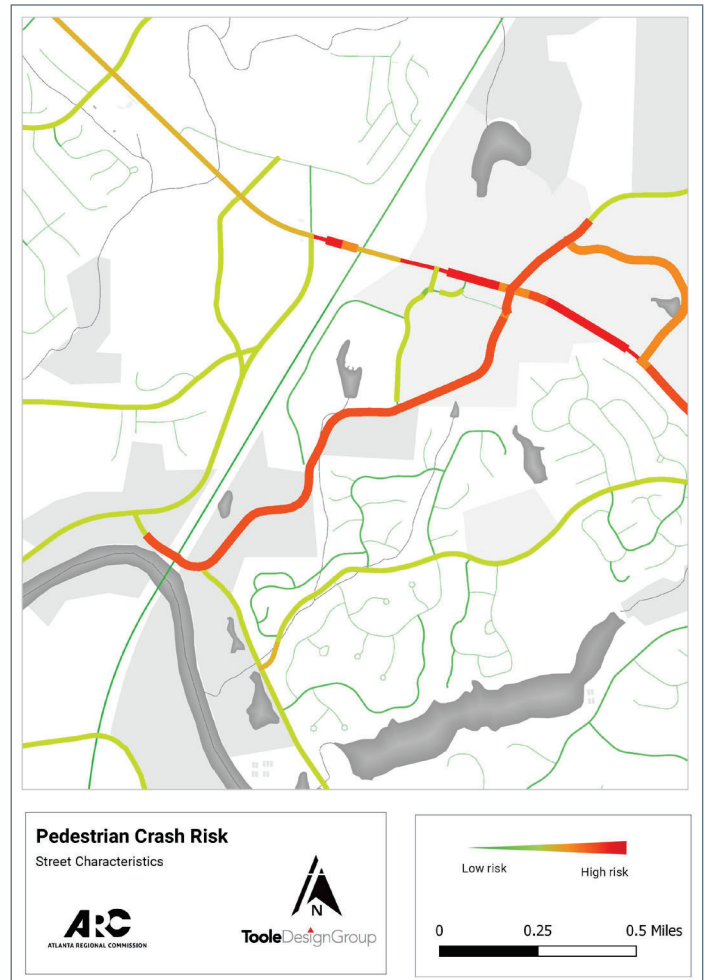 Pedestrian Crash Risk
Street Characteristics
ARC
ATLANTA REGIONAL COMMISSION
N
TooleDesignGroup
Low risk
High risk
0
0.25
0.5 Miles